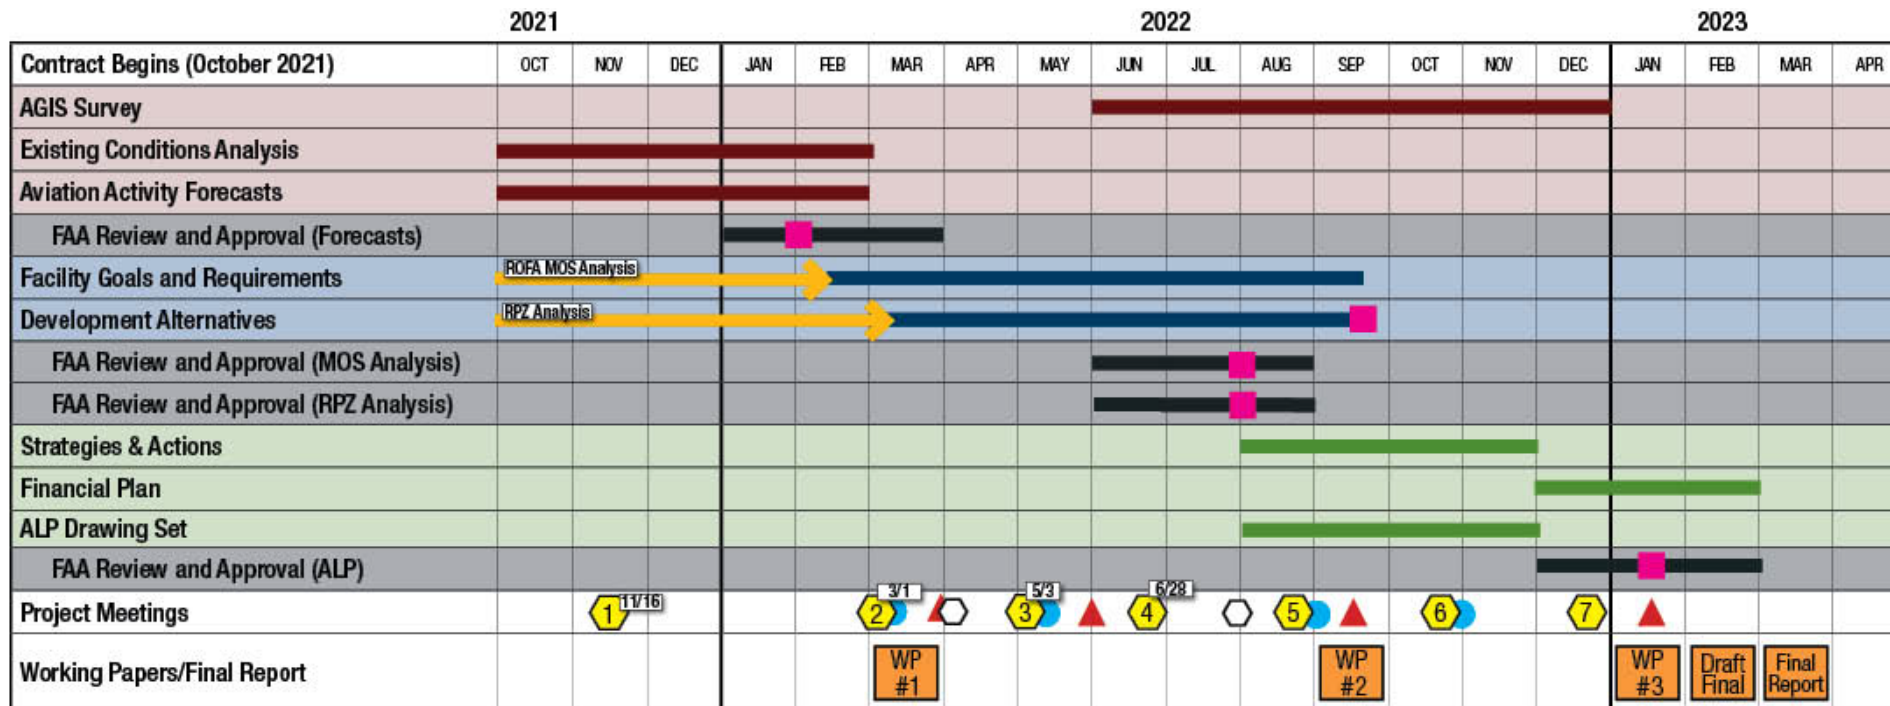 2021 2022 2023
Contract Begins (October 2021) OCT NOV DEC JAN FEB MAR APR MAY JUN JUL AUG SEP OCT NOV DEC JAN FEB MAR APR
AGIS Survey
Existing Conditions Analysis
Aviation Activity Forecasts
FAA Review and Approval (Forecasts)
Facility Goals and Requirements ROFA MOS Analysis
Development Alternatives RPZ Analysis
FAA Review and Approval (MOS Analysis)
FAA Review and Approval (RPZ Analysis)
Strategies & Actions
Financial Plan
ALP Drawing Set
FAA Review and Approval (ALP)
Project Meetings 1 11/16 2 3/1 3 5/3 4 6/28 5 6 7
Working Papers/Final Report WP #1 WP #2 WP #3 Draft Final Final Report